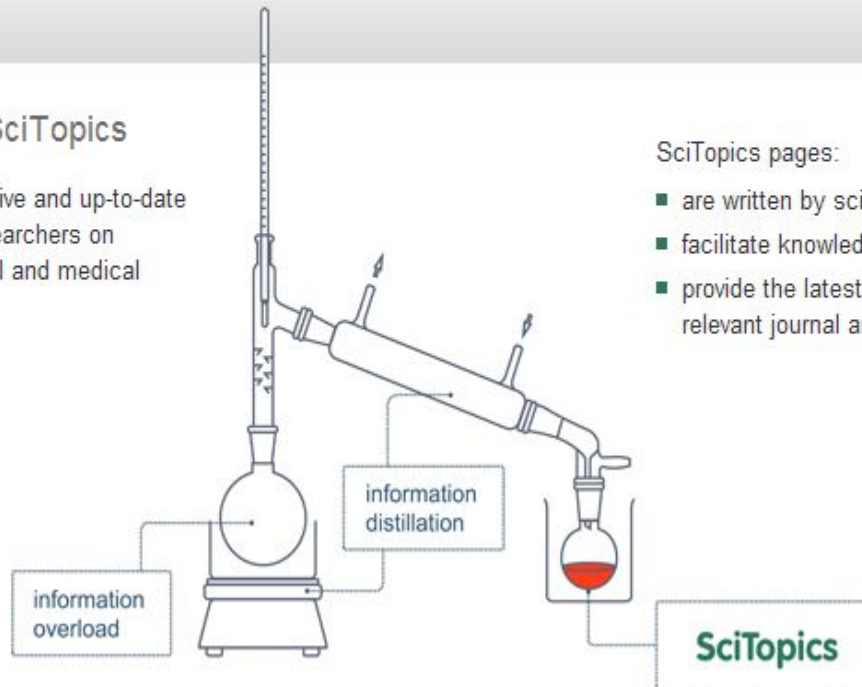 SciTopics
ive and up-to-date
earchers on
l and medical
SciTopics pages:
are written by sci
facilitate knowled
provide the latest
relevant journal a
information
distillation
information
overload
SciTopics